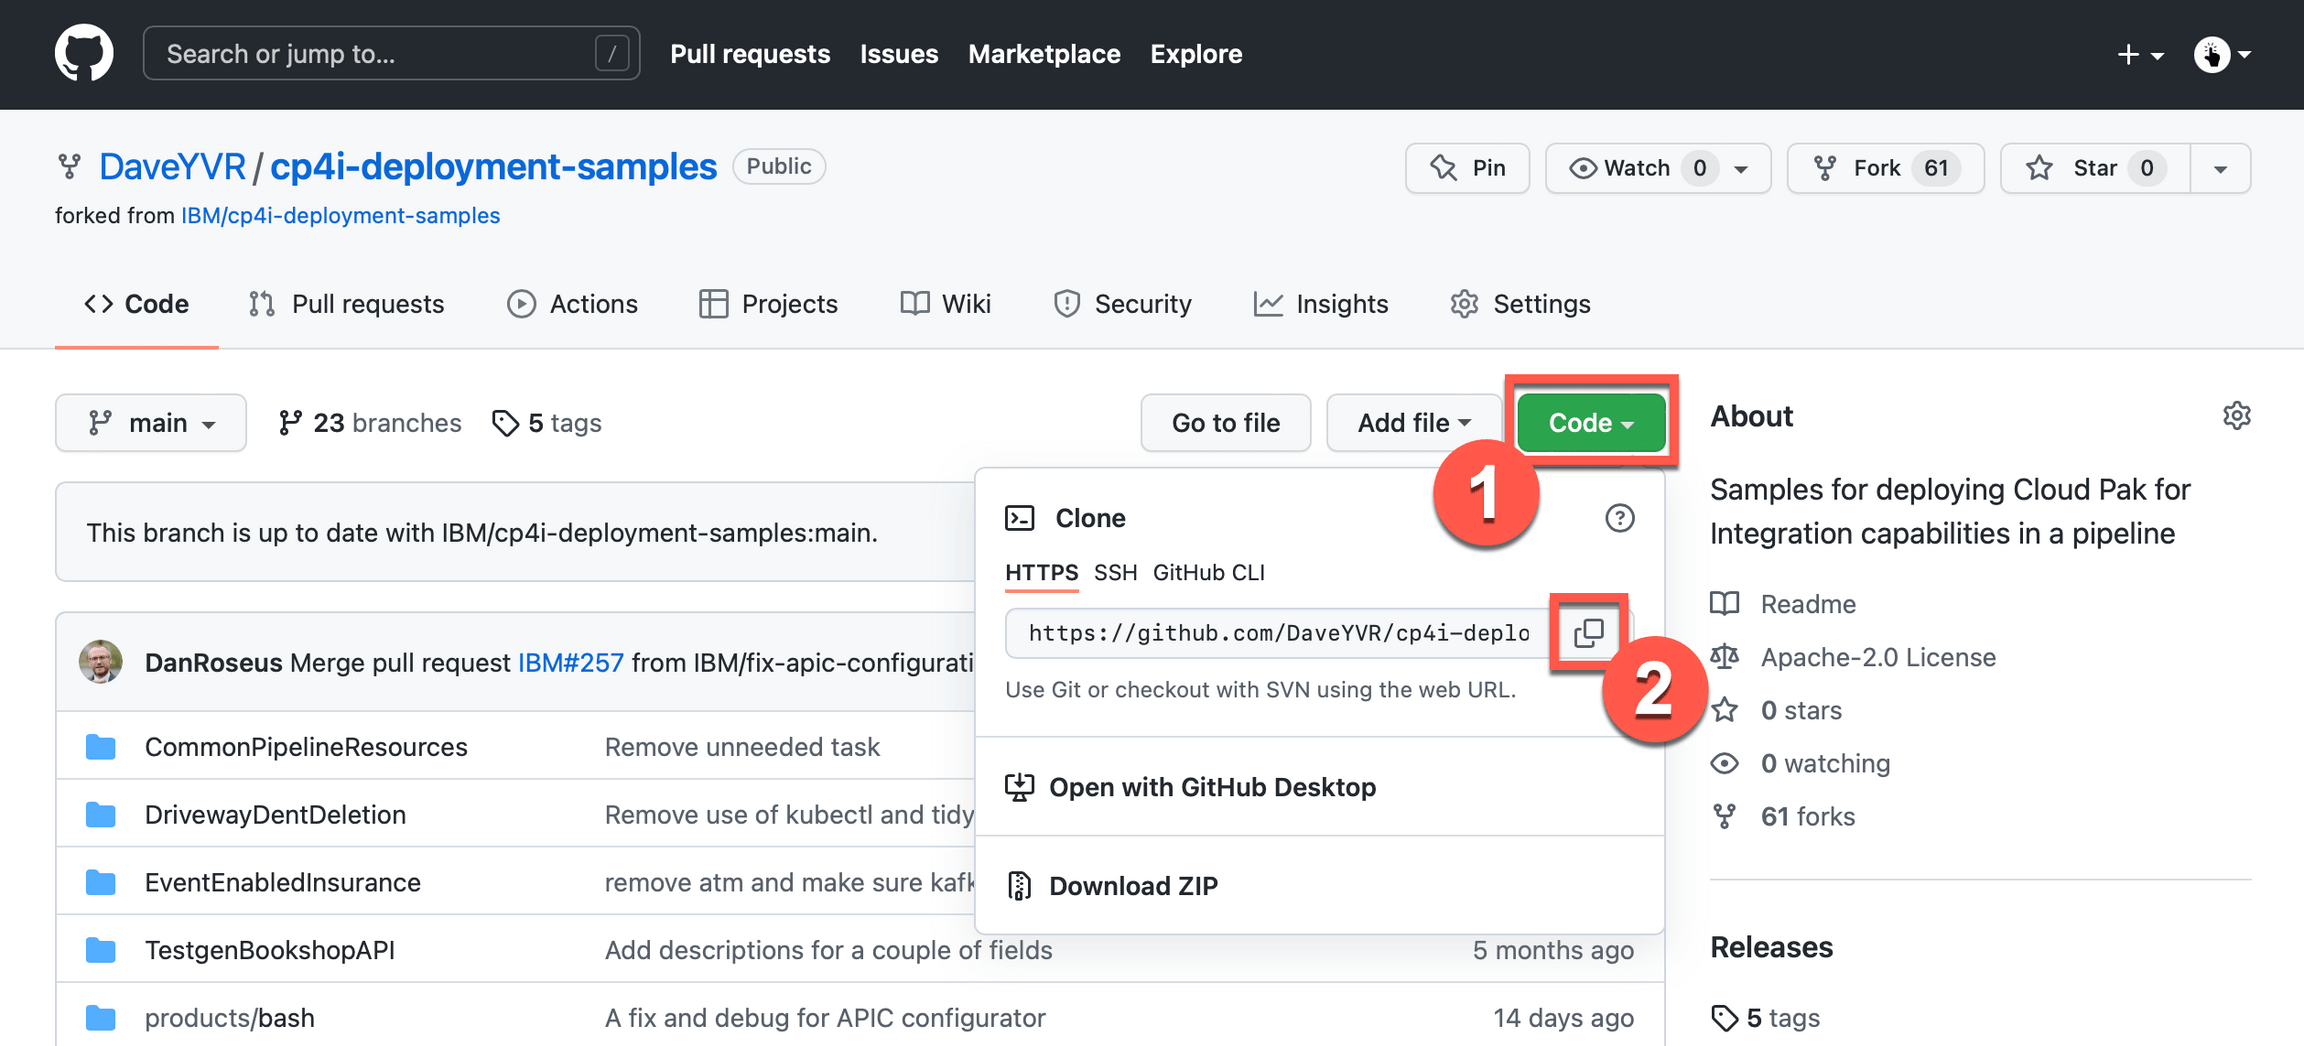 Search or jump to... / Pull requests Issues Marketplace Explore
DaveYVR / cp4i-deployment-samples Public Pin Watch 0 Fork 61 Star 0
forked from IBM/cp4i-deployment-samples
Code Pull requests Actions Projects Wiki Security Insights Settings
main 23 branches 5 tags Go to file Add file Code
1
This branch is up to date with IBM/cp4i-deployment-samples:main.
DanRoseus Merge pull request IBM#257 from IBM/fix-apic-configurati
CommonPipelineResources Remove unneeded task
DrivewayDentDeletion Remove use of kubectl and tidy
EventEnabledInsurance remove atm and make sure kafk
TestgenBookshopAPI Add descriptions for a couple of fields 5 months ago
products/bash A fix and debug for APIC configurator 14 days ago
Clone
HTTPS SSH GitHub CLI
https://github.com/DaveYVR/cp4i-deplo
2
Use Git or checkout with SVN using the web URL.
Open with GitHub Desktop
Download ZIP
About
Samples for deploying Cloud Pak for
Integration capabilities in a pipeline
Readme
Apache-2.0 License
0 stars
0 watching
61 forks
Releases
5 tags